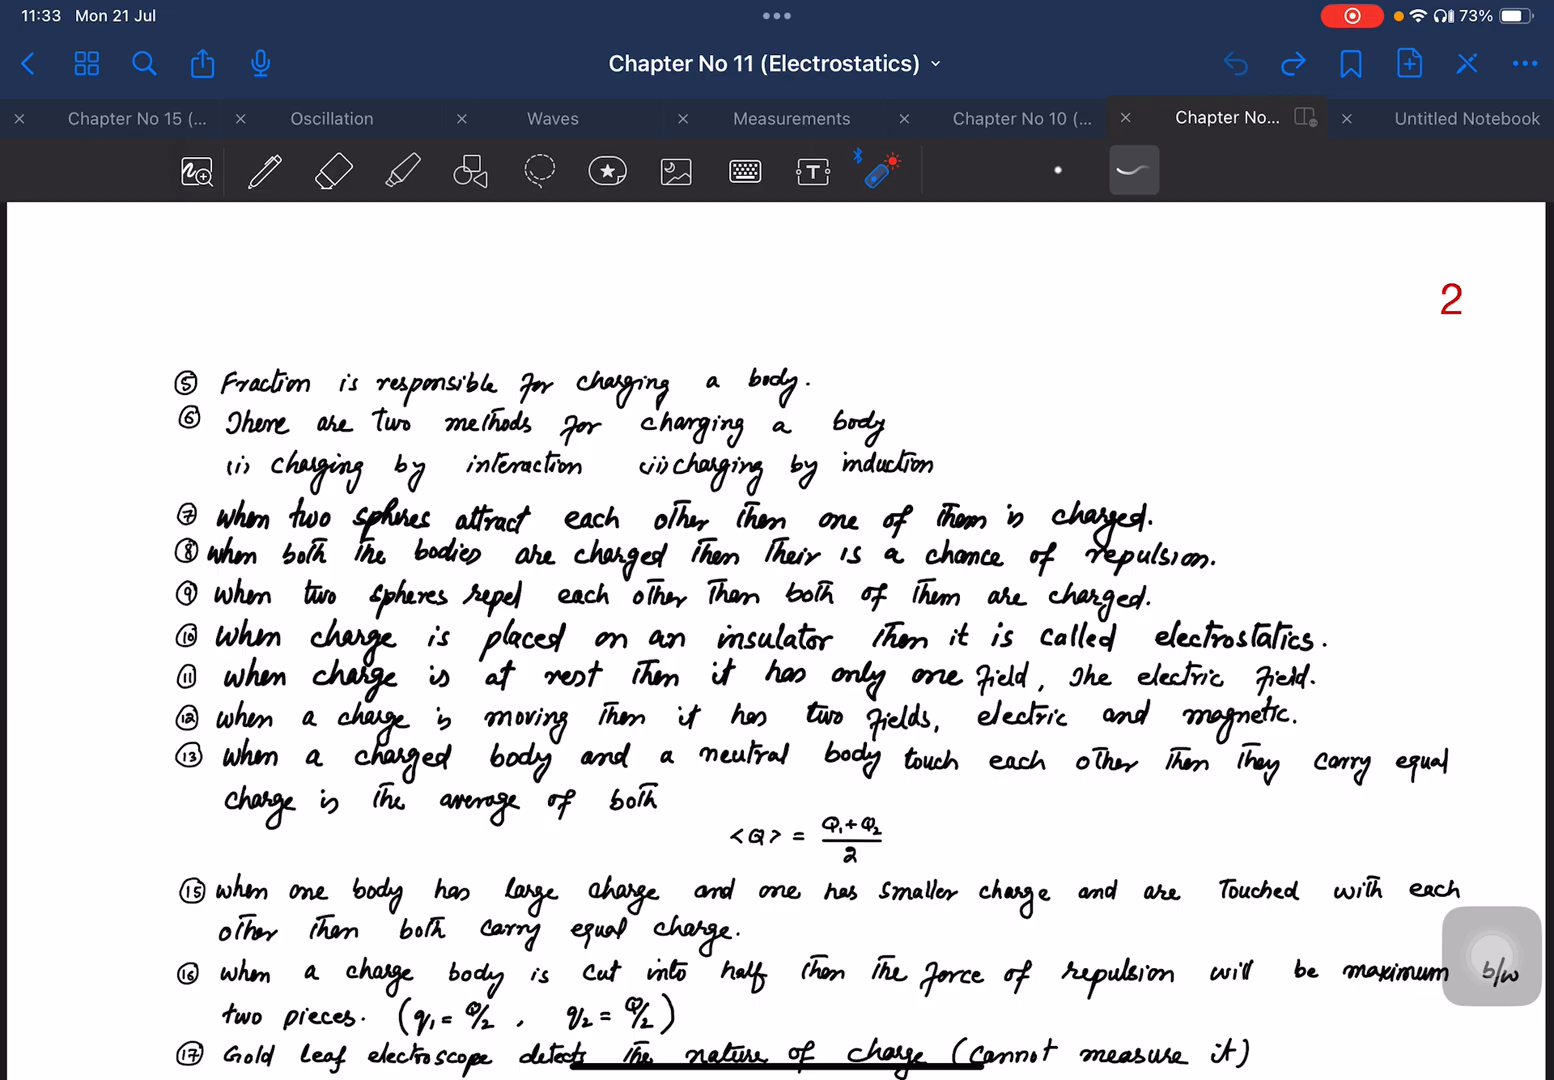 11:33 Mon 21 Jul
73%
Chapter No 11 (Electrostatics)
Chapter No 15 (...
Oscillation
Waves
Measurements
Chapter No 10 (...
Chapter No...
Untitled Notebook
T
2
5 Fraction is responsible for charging a body.
6 There are two methods for charging a body
(i) charging by interaction (ii) charging by induction
7 when two spheres attract each other then one of them is charged.
8 when both the bodies are charged then their is a chance of repulsion.
9 when two spheres repel each other then both of them are charged.
10 when charge is placed on an insulator then it is called electrostatics.
11 when charge is at rest then it has only one field, the electric field.
12 when a charge is moving then it has two fields, electric and magnetic.
13 when a charged body and a neutral body touch each other then they carry equal
charge is the average of both
<Q> = Q₁+Q₂/2
15 when one body has large charge and one has smaller charge and are touched with each
other then both carry equal charge.
16 when a charge body is cut into half then the force of repulsion will be maximum b/w
two pieces. (q₁ = Q/2 , q₂ = Q/2)
17 Gold leaf electroscope detects the nature of charge (cannot measure it)